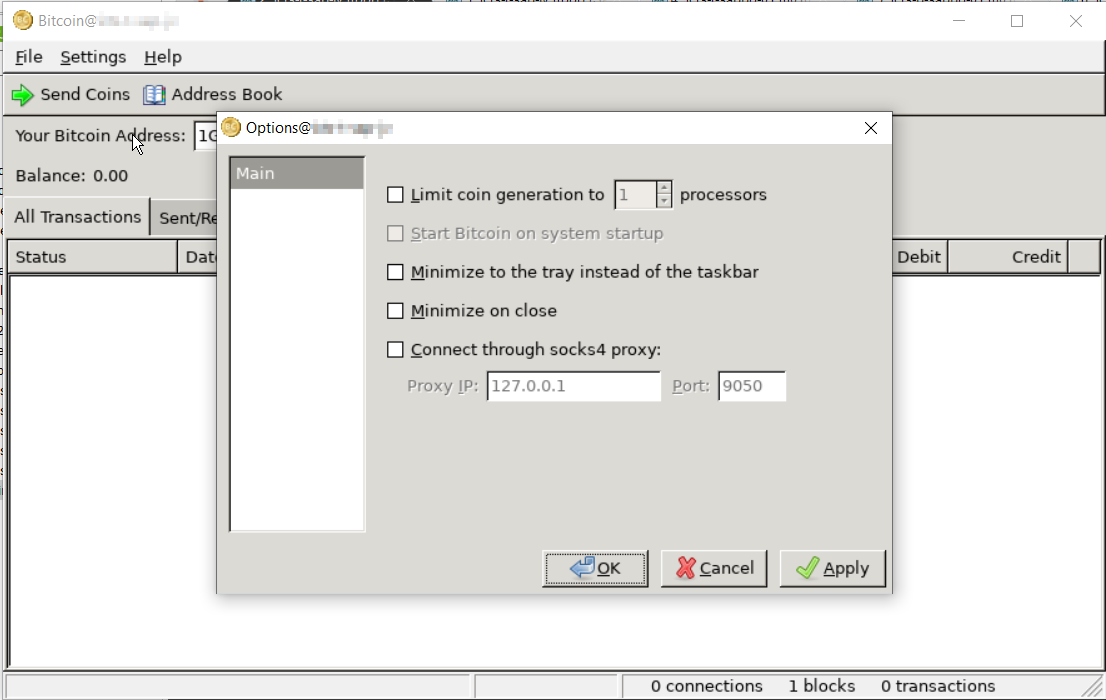 Bitcoin@
File Settings Help
Send Coins Address Book
Your Bitcoin Address: 1G
Options@
Balance: 0.00
Main
Limit coin generation to 1 processors
All Transactions Sent/Re
Start Bitcoin on system startup
Status Dat Debit Credit
Minimize to the tray instead of the taskbar
Minimize on close
Connect through socks4 proxy:
Proxy IP: 127.0.0.1 Port: 9050
OK Cancel Apply
0 connections 1 blocks 0 transactions